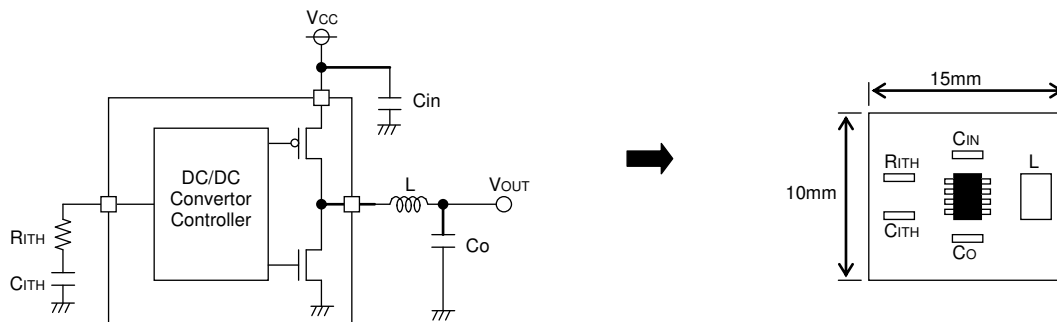 VCC
Cin
DC/DC
Convertor
Controller
L
VOUT
RITH
Co
CITH
15mm
10mm
CIN
RITH
L
CITH
CO